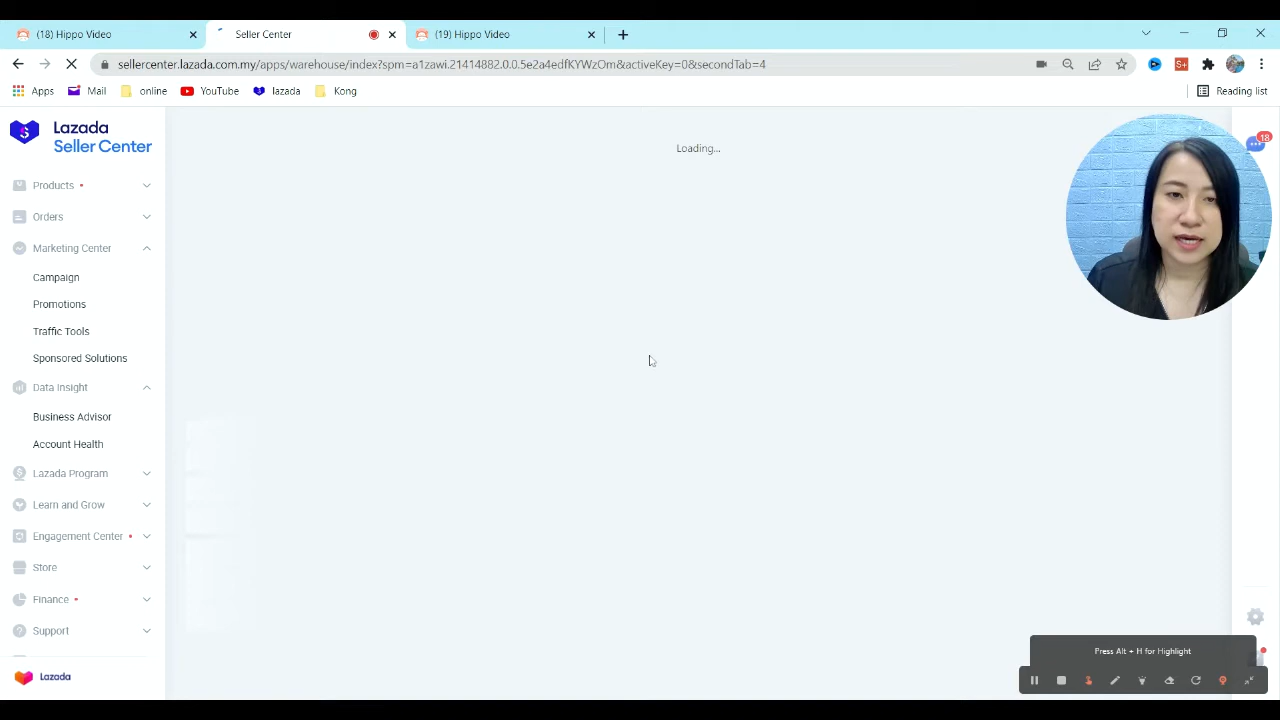 (18) Hippo Video
Seller Center
(19) Hippo Video
sellercenter.lazada.com.my/apps/warehouse/index?spm=a1zawi.21414882.0.0.5e2a4edfKYWzOm&activeKey=0&secondTab=4
Apps
Mail
online
YouTube
lazada
Kong
Reading list
Lazada
Seller Center
Loading...
18
Products
Orders
Marketing Center
Campaign
Promotions
Traffic Tools
Sponsored Solutions
Data Insight
Business Advisor
Account Health
Lazada Program
Learn and Grow
Engagement Center
Store
Finance
Support
Press Alt + H for Highlight
Lazada